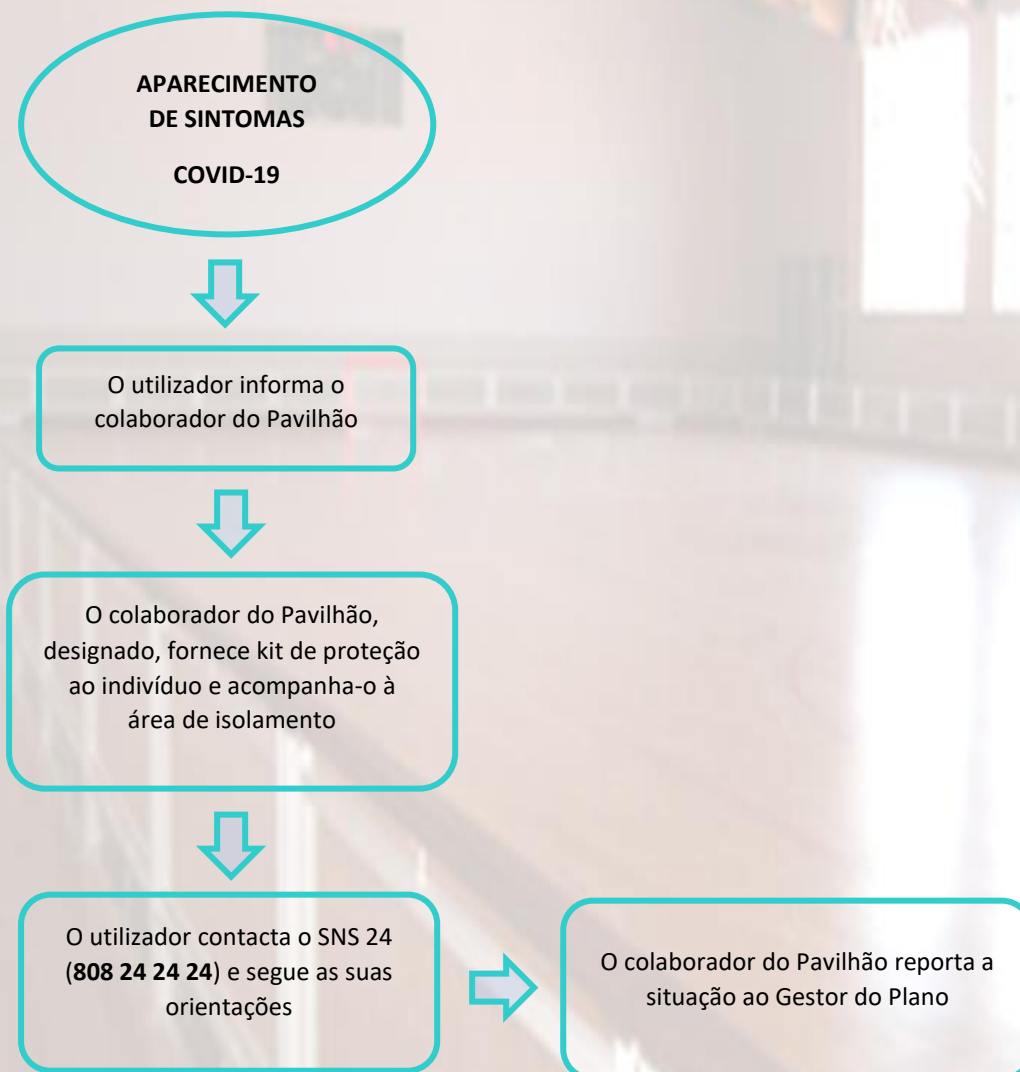 APARECIMENTO
DE SINTOMAS
COVID-19
O utilizador informa o
colaborador do Pavilhão
O colaborador do Pavilhão,
designado, fornece kit de proteção
ao indivíduo e acompanha-o à
área de isolamento
O utilizador contacta o SNS 24
(808 24 24 24) e segue as suas
orientações
O colaborador do Pavilhão reporta a
situação ao Gestor do Plano